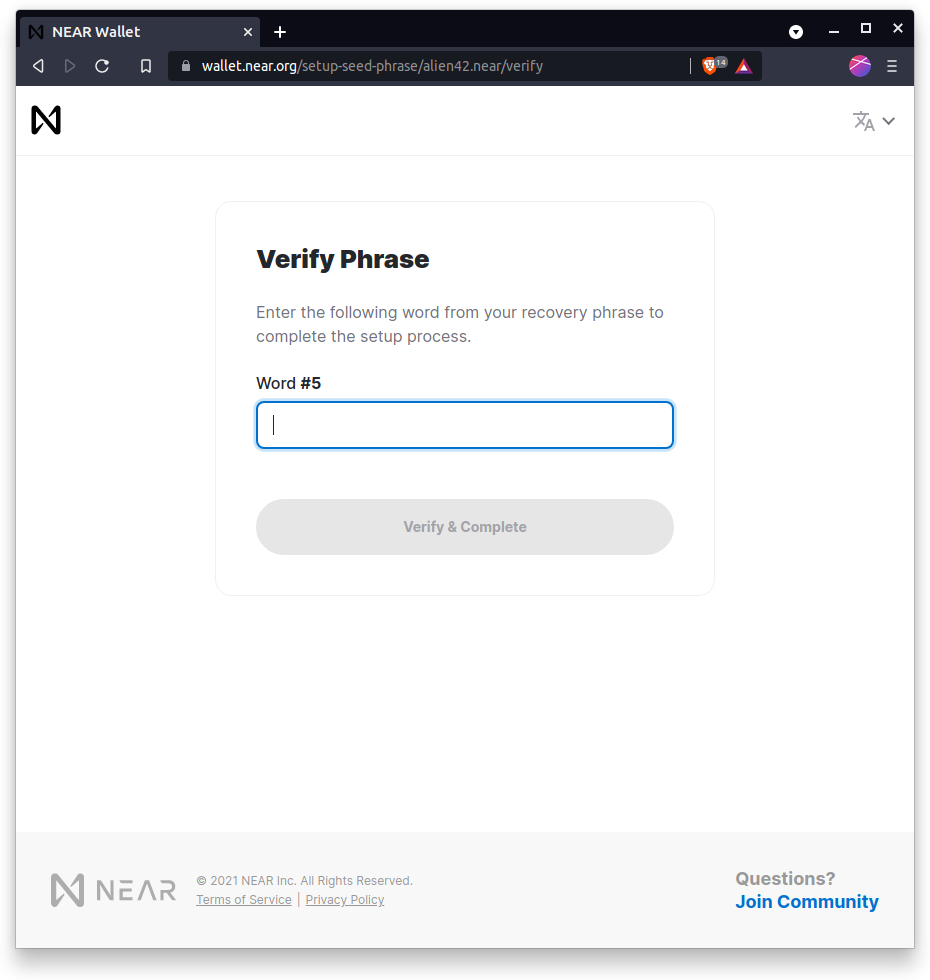 NEAR Wallet
wallet.near.org/setup-seed-phrase/alien42.near/verify
14
Verify Phrase
Enter the following word from your recovery phrase to
complete the setup process.
Word #5
Verify & Complete
NEAR
© 2021 NEAR Inc. All Rights Reserved.
Terms of Service | Privacy Policy
Questions?
Join Community